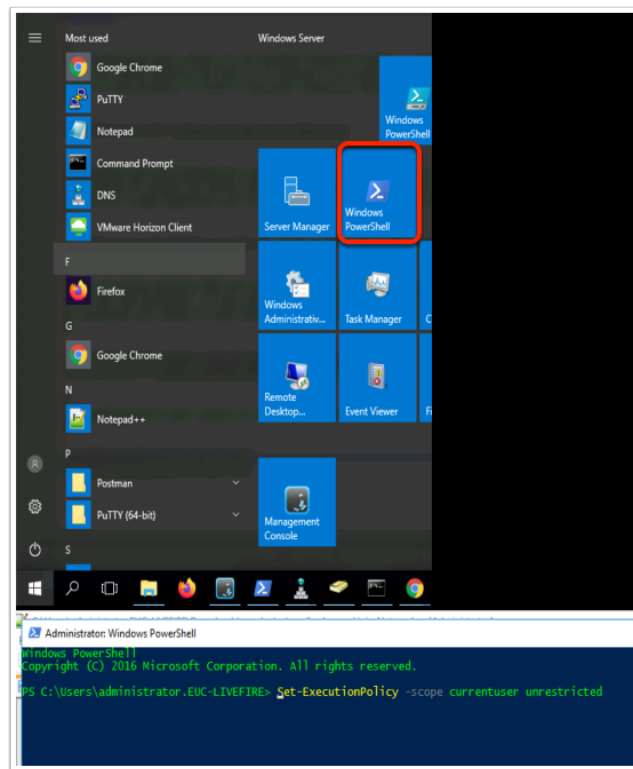 Most used
Windows Server
Google Chrome
PuTTY
Windows
PowerShell
Notepad
Command Prompt
DNS
Server Manager
Windows
PowerShell
VMware Horizon Client
F
Firefox
Windows
Administrativ...
Task Manager
C
G
Google Chrome
N
Remote
Desktop...
Event Viewer
Notepad++
P
Postman
PuTTY (64-bit)
Management
Console
S
Administrator: Windows PowerShell
Windows PowerShell
Copyright (C) 2016 Microsoft Corporation. All rights reserved.
PS C:\Users\administrator.EUC-LIVEFIRE> Set-ExecutionPolicy -scope currentuser unrestricted